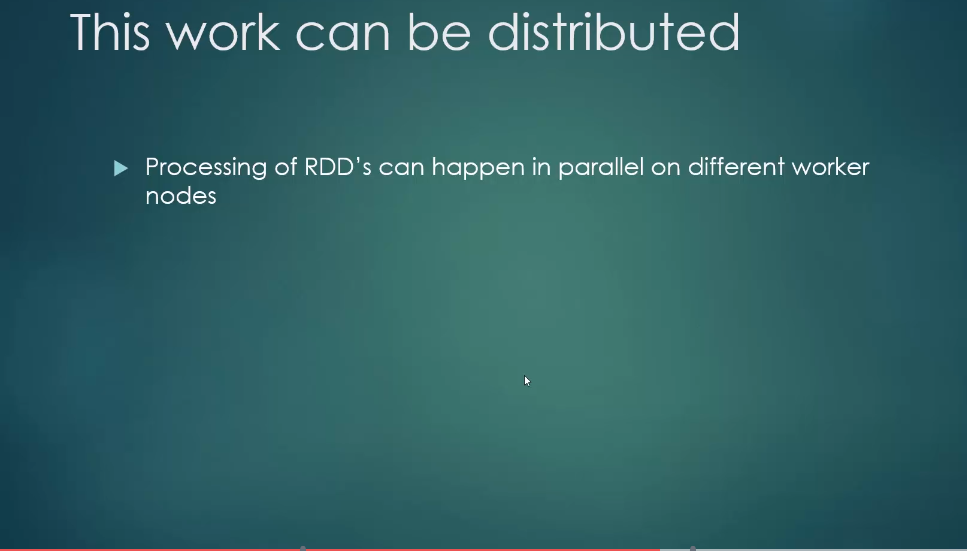 This work can be distributed
Processing of RDD's can happen in parallel on different worker
nodes